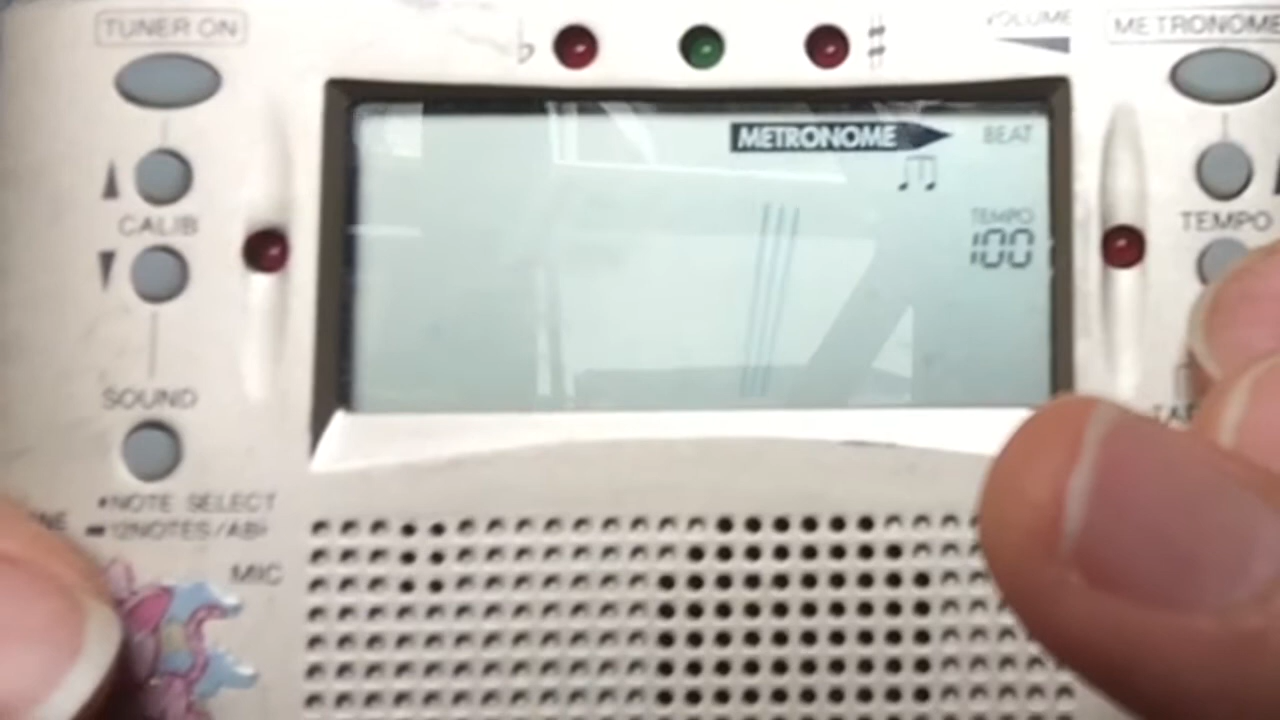 TUNER ON
♭
♯
VOLUME
METRONOME
METRONOME
BEAT
CALIB
TEMPO
100
TEMPO
SOUND
•NOTE SELECT
12NOTES/AB♭
MIC